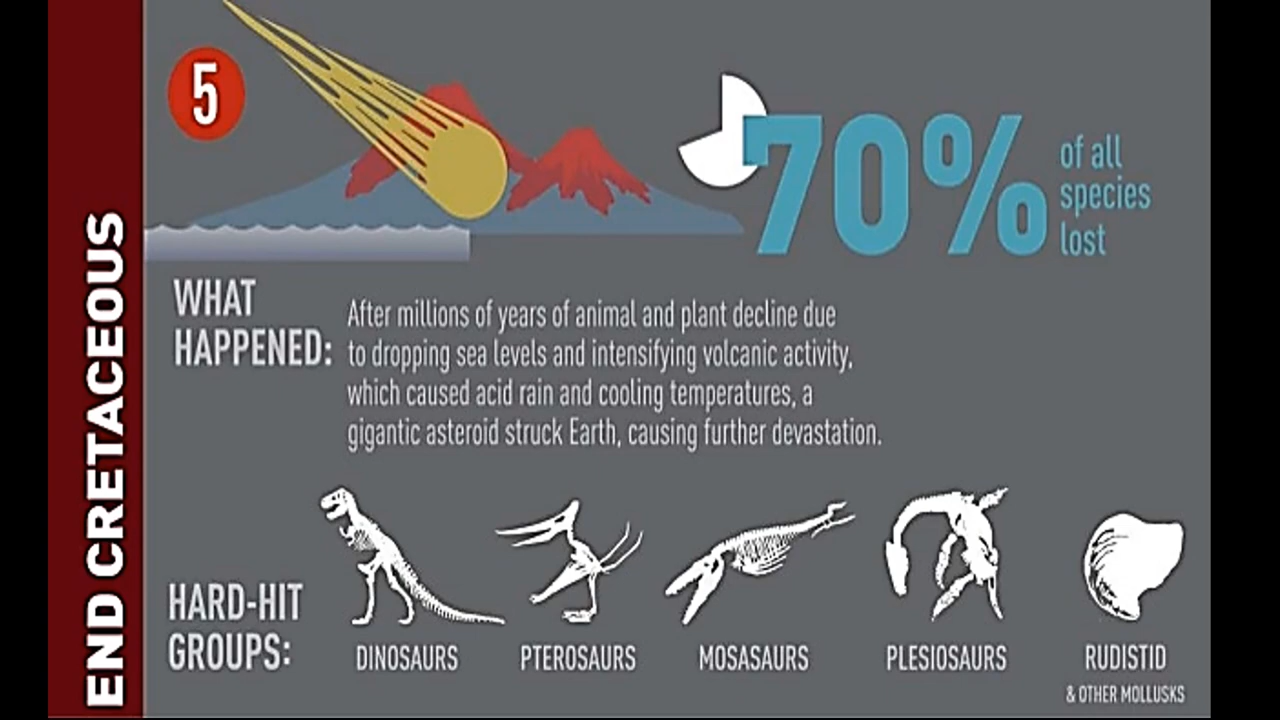 END CRETACEOUS
5
70%
of all
species
lost
WHAT
HAPPENED:
After millions of years of animal and plant decline due
to dropping sea levels and intensifying volcanic activity,
which caused acid rain and cooling temperatures, a
gigantic asteroid struck Earth, causing further devastation.
HARD-HIT
GROUPS:
DINOSAURS
PTEROSAURS
MOSASAURS
PLESIOSAURS
RUDISTID
& OTHER MOLLUSKS